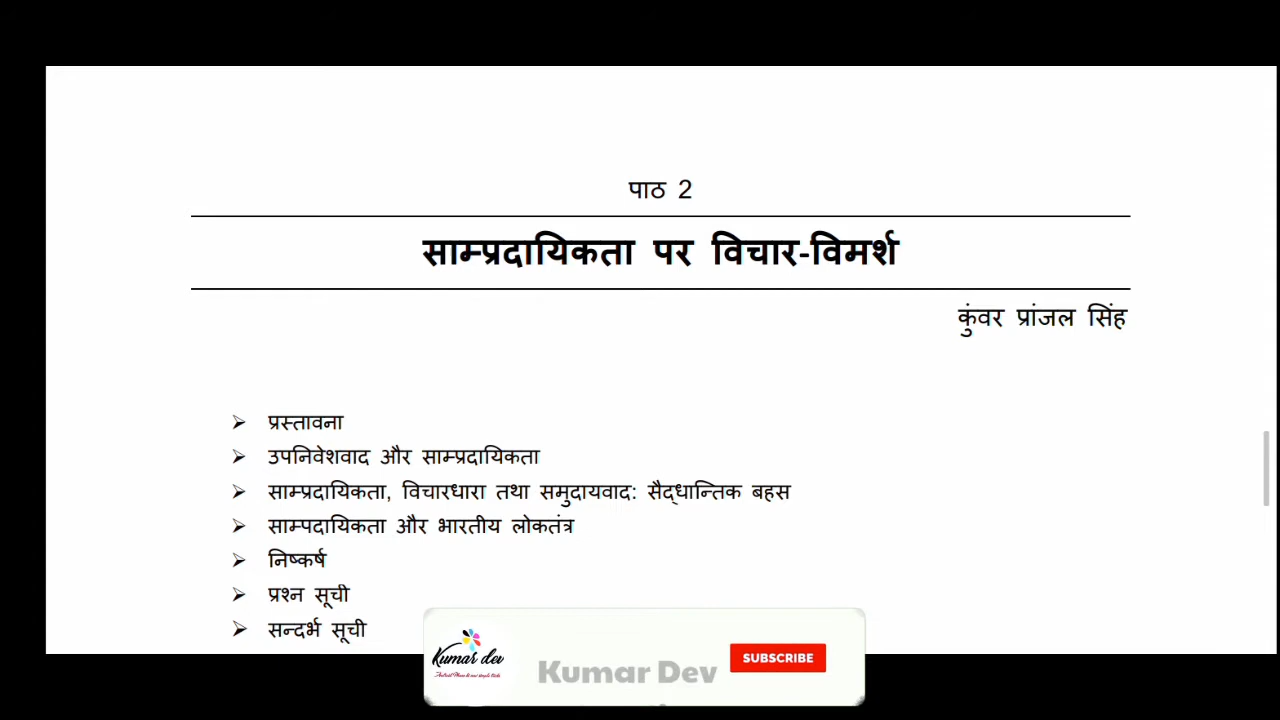 पाठ 2
साम्प्रदायिकता पर विचार-विमर्श
कुंवर प्रांजल सिंह
➢ प्रस्तावना
➢ उपनिवेशवाद और साम्प्रदायिकता
➢ साम्प्रदायिकता, विचारधारा तथा समुदायवाद: सैद्धान्तिक बहस
➢ साम्पदायिकता और भारतीय लोकतंत्र
➢ निष्कर्ष
➢ प्रश्न सूची
➢ सन्दर्भ सूची
Kumar dev
Kumar Dev
SUBSCRIBE